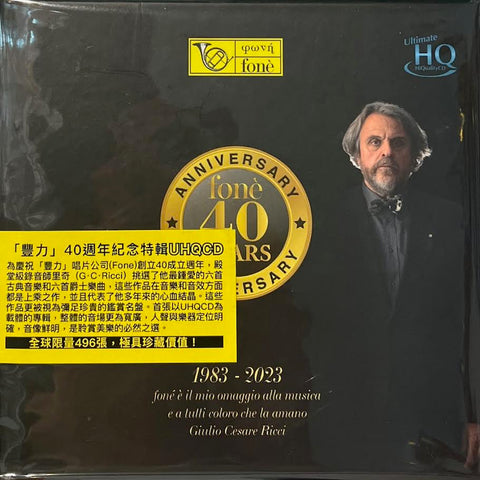 φωνή
fonè
Ultimate
HQ
HiQualityCD
ANNIVERSARY
fonè
40
EARS
ERSARY
「豐力」40週年紀念特輯UHQCD
為慶祝「豐力」唱片公司(Fone)創立40成立週年，殿
堂級錄音師里奇（G·C·Ricci）挑選了他最鍾愛的六首
古典音樂和六首爵士樂曲，這些作品在音樂和音效方面
都是上乘之作，並且代表了他多年來的心血結晶。這些
作品更被視為彌足珍貴的鑑賞名盤。首張以UHQCD為
載體的專輯，整體的音場更為寬廣，人聲與樂器定位明
確，音像鮮明，是聆賞美樂的必然之選。
全球限量496張，極具珍藏價值！
1983 - 2023
foné è il mio omaggio alla musica
e a tutti coloro che la amano
Giulio Cesare Ricci